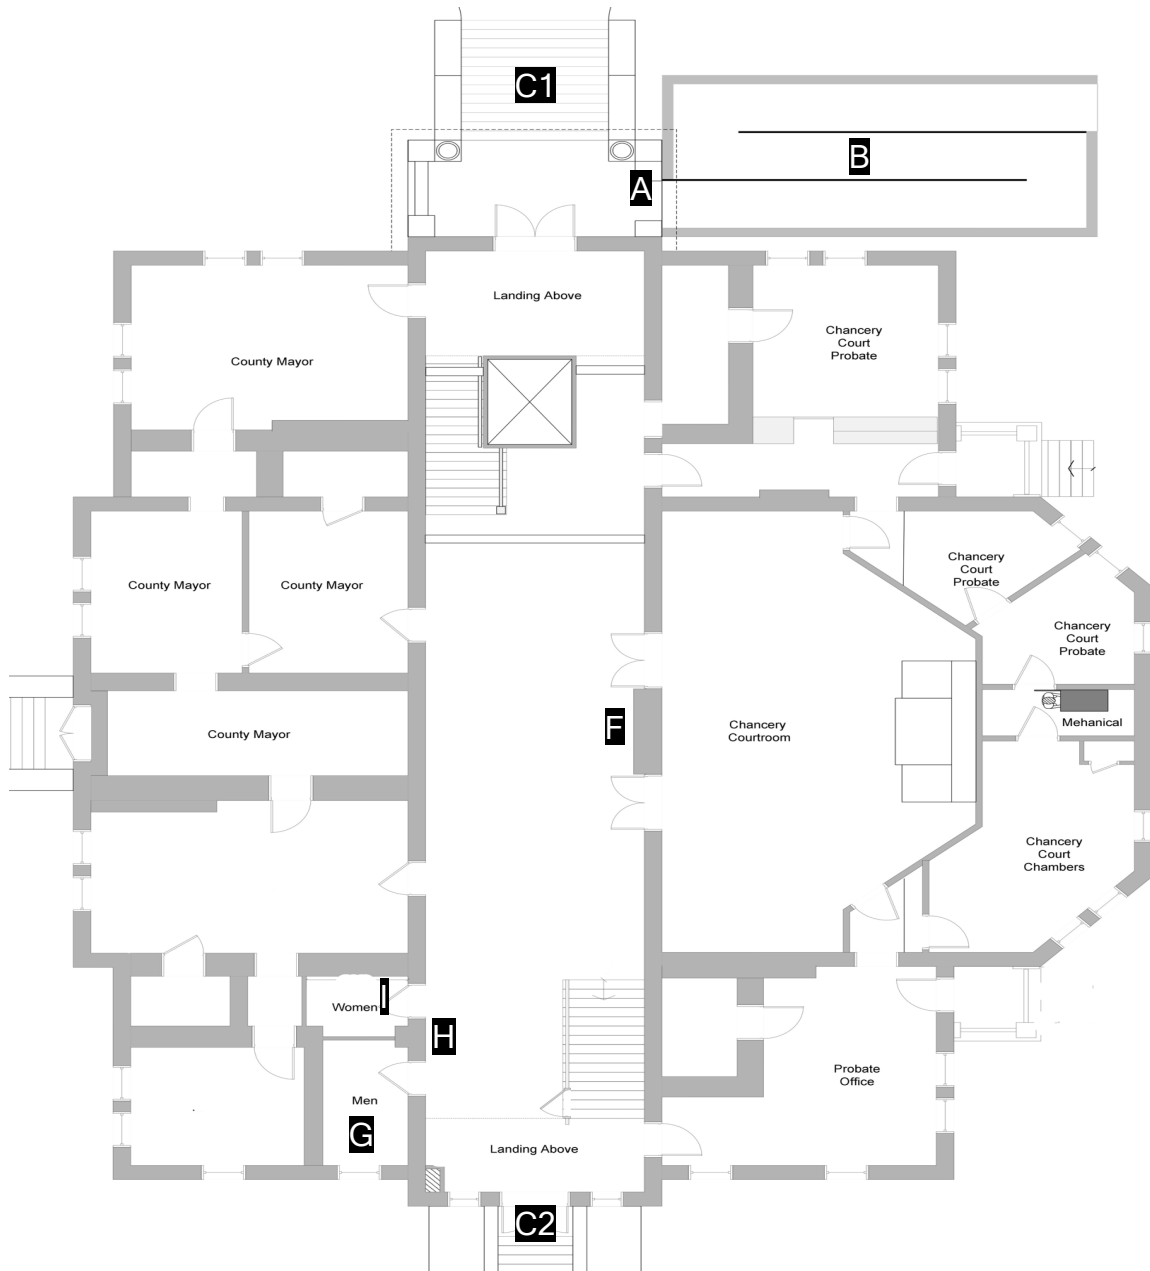 C1
B
A
Landing Above
County Mayor
Chancery
Court
Probate
County Mayor
County Mayor
Chancery
Court
Probate
Chancery
Court
Probate
F
Mehanical
County Mayor
Chancery
Courtroom
Chancery
Court
Chambers
Women
I
H
Probate
Office
Men
G
Landing Above
C2